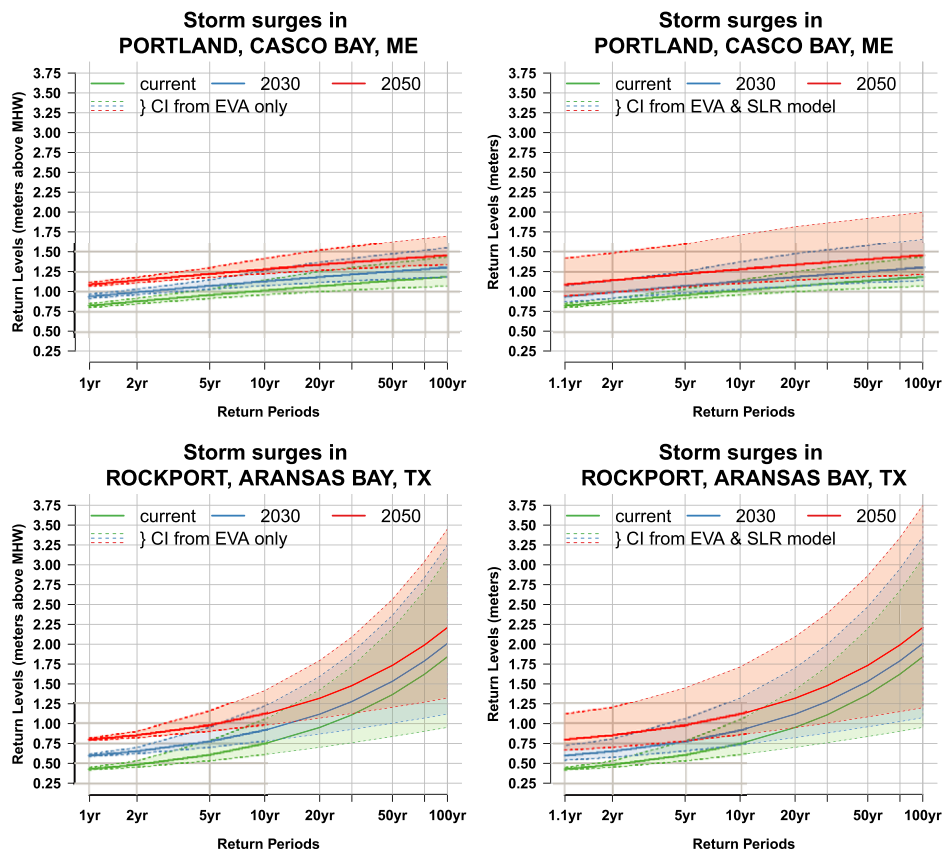 Storm surges in
PORTLAND, CASCO BAY, ME
Return Levels (meters above MHW)
3.75
3.50
3.25
3.00
2.75
2.50
2.25
2.00
1.75
1.50
1.25
1.00
0.75
0.50
0.25
current 2030 2050
} CI from EVA only
1yr 2yr 5yr 10yr 20yr 50yr 100yr
Return Periods
Storm surges in
PORTLAND, CASCO BAY, ME
Return Levels (meters)
3.75
3.50
3.25
3.00
2.75
2.50
2.25
2.00
1.75
1.50
1.25
1.00
0.75
0.50
0.25
current 2030 2050
} CI from EVA & SLR model
1.1yr 2yr 5yr 10yr 20yr 50yr 100yr
Return Periods
Storm surges in
ROCKPORT, ARANSAS BAY, TX
Return Levels (meters above MHW)
3.75
3.50
3.25
3.00
2.75
2.50
2.25
2.00
1.75
1.50
1.25
1.00
0.75
0.50
0.25
current 2030 2050
} CI from EVA only
1yr 2yr 5yr 10yr 20yr 50yr 100yr
Return Periods
Storm surges in
ROCKPORT, ARANSAS BAY, TX
Return Levels (meters)
3.75
3.50
3.25
3.00
2.75
2.50
2.25
2.00
1.75
1.50
1.25
1.00
0.75
0.50
0.25
current 2030 2050
} CI from EVA & SLR model
1.1yr 2yr 5yr 10yr 20yr 50yr 100yr
Return Periods